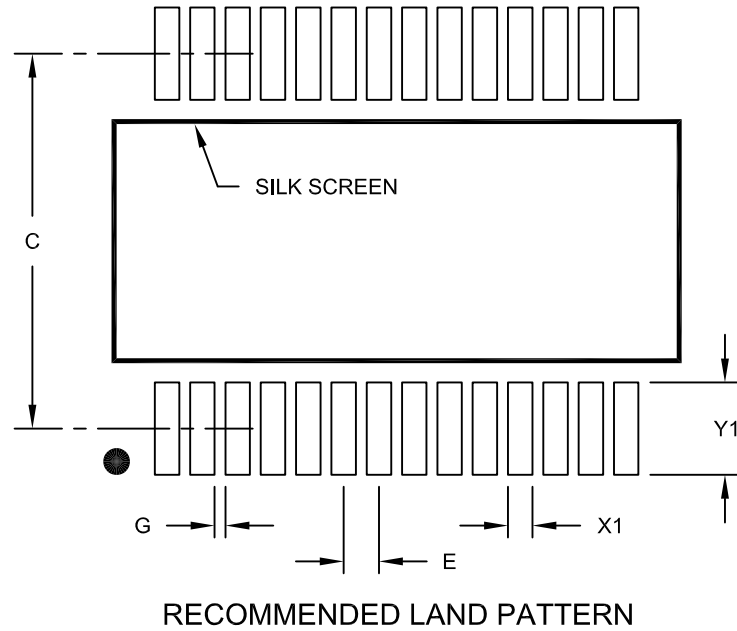 SILK SCREEN
C
Y1
G
X1
E
RECOMMENDED LAND PATTERN